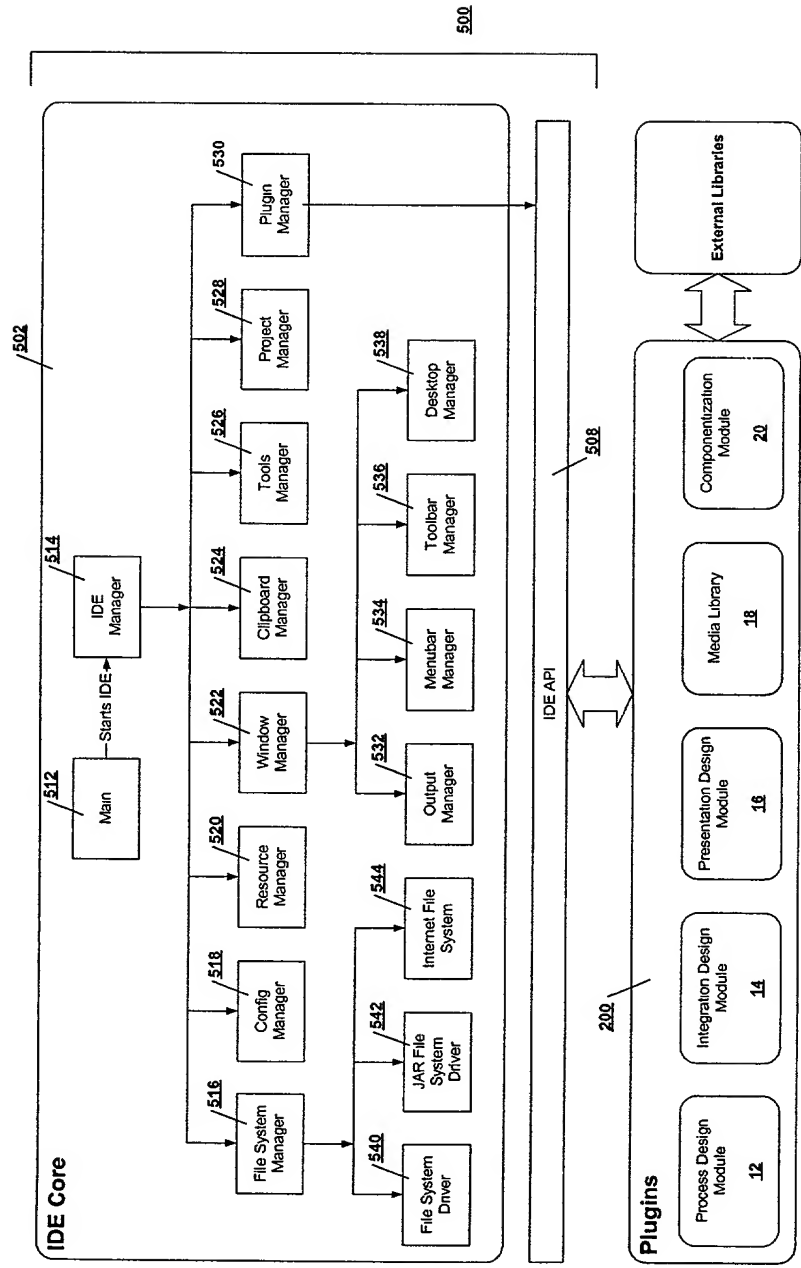 500
502
IDE Core
512
Main
Starts IDE
514
IDE
Manager
516
File System
Manager
518
Config
Manager
520
Resource
Manager
522
Window
Manager
524
Clipboard
Manager
526
Tools
Manager
528
Project
Manager
530
Plugin
Manager
540
File System
Driver
542
JAR File
System
Driver
544
Internet File
System
532
Output
Manager
534
Menubar
Manager
536
Toolbar
Manager
538
Desktop
Manager
IDE API
508
200
Plugins
Process Design
Module
12
Integration Design
Module
14
Presentation Design
Module
16
Media Library
18
Componentization
Module
20
External Libraries